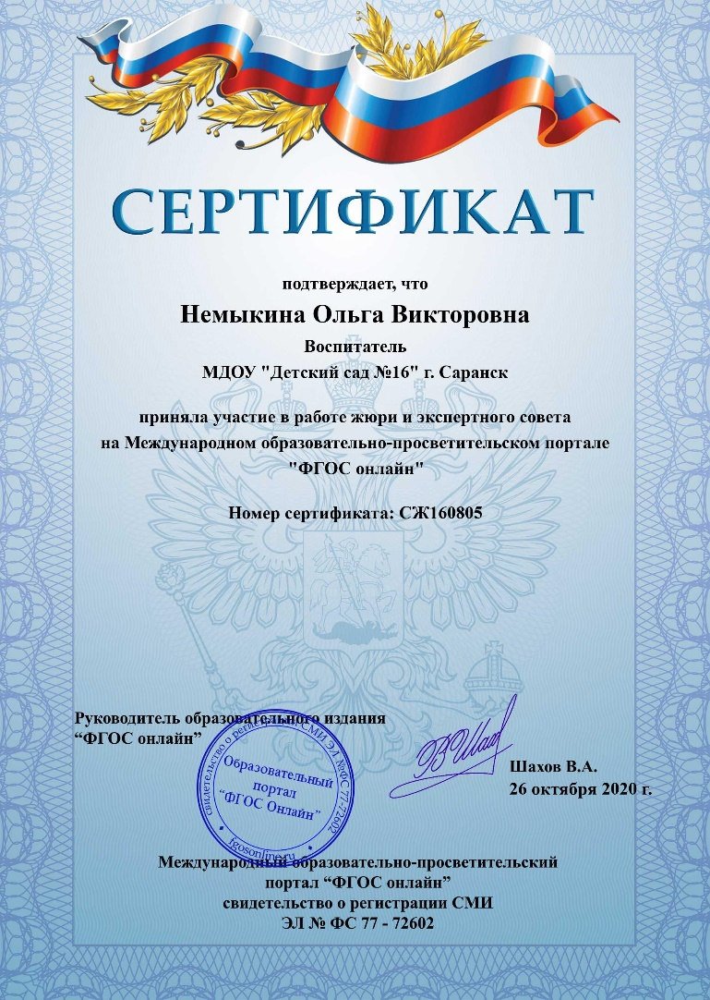 СЕРТИФИКАТ
подтверждает, что
Немыкина Ольга Викторовна
Воспитатель
МДОУ "Детский сад №16" г. Саранск
приняла участие в работе жюри и экспертного совета
на Международном образовательно-просветительском портале
"ФГОС онлайн"
Номер сертификата: СЖ160805
Руководитель образовательного издания
“ФГОС онлайн”
свидетельство о регистрации СМИ ЭЛ №ФС 77-72602
Образовательный
портал
“ФГОС Онлайн”
fgosonline.ru
Шахов В.А.
26 октября 2020 г.
Международный образовательно-просветительский
портал “ФГОС онлайн”
свидетельство о регистрации СМИ
ЭЛ № ФС 77 - 72602